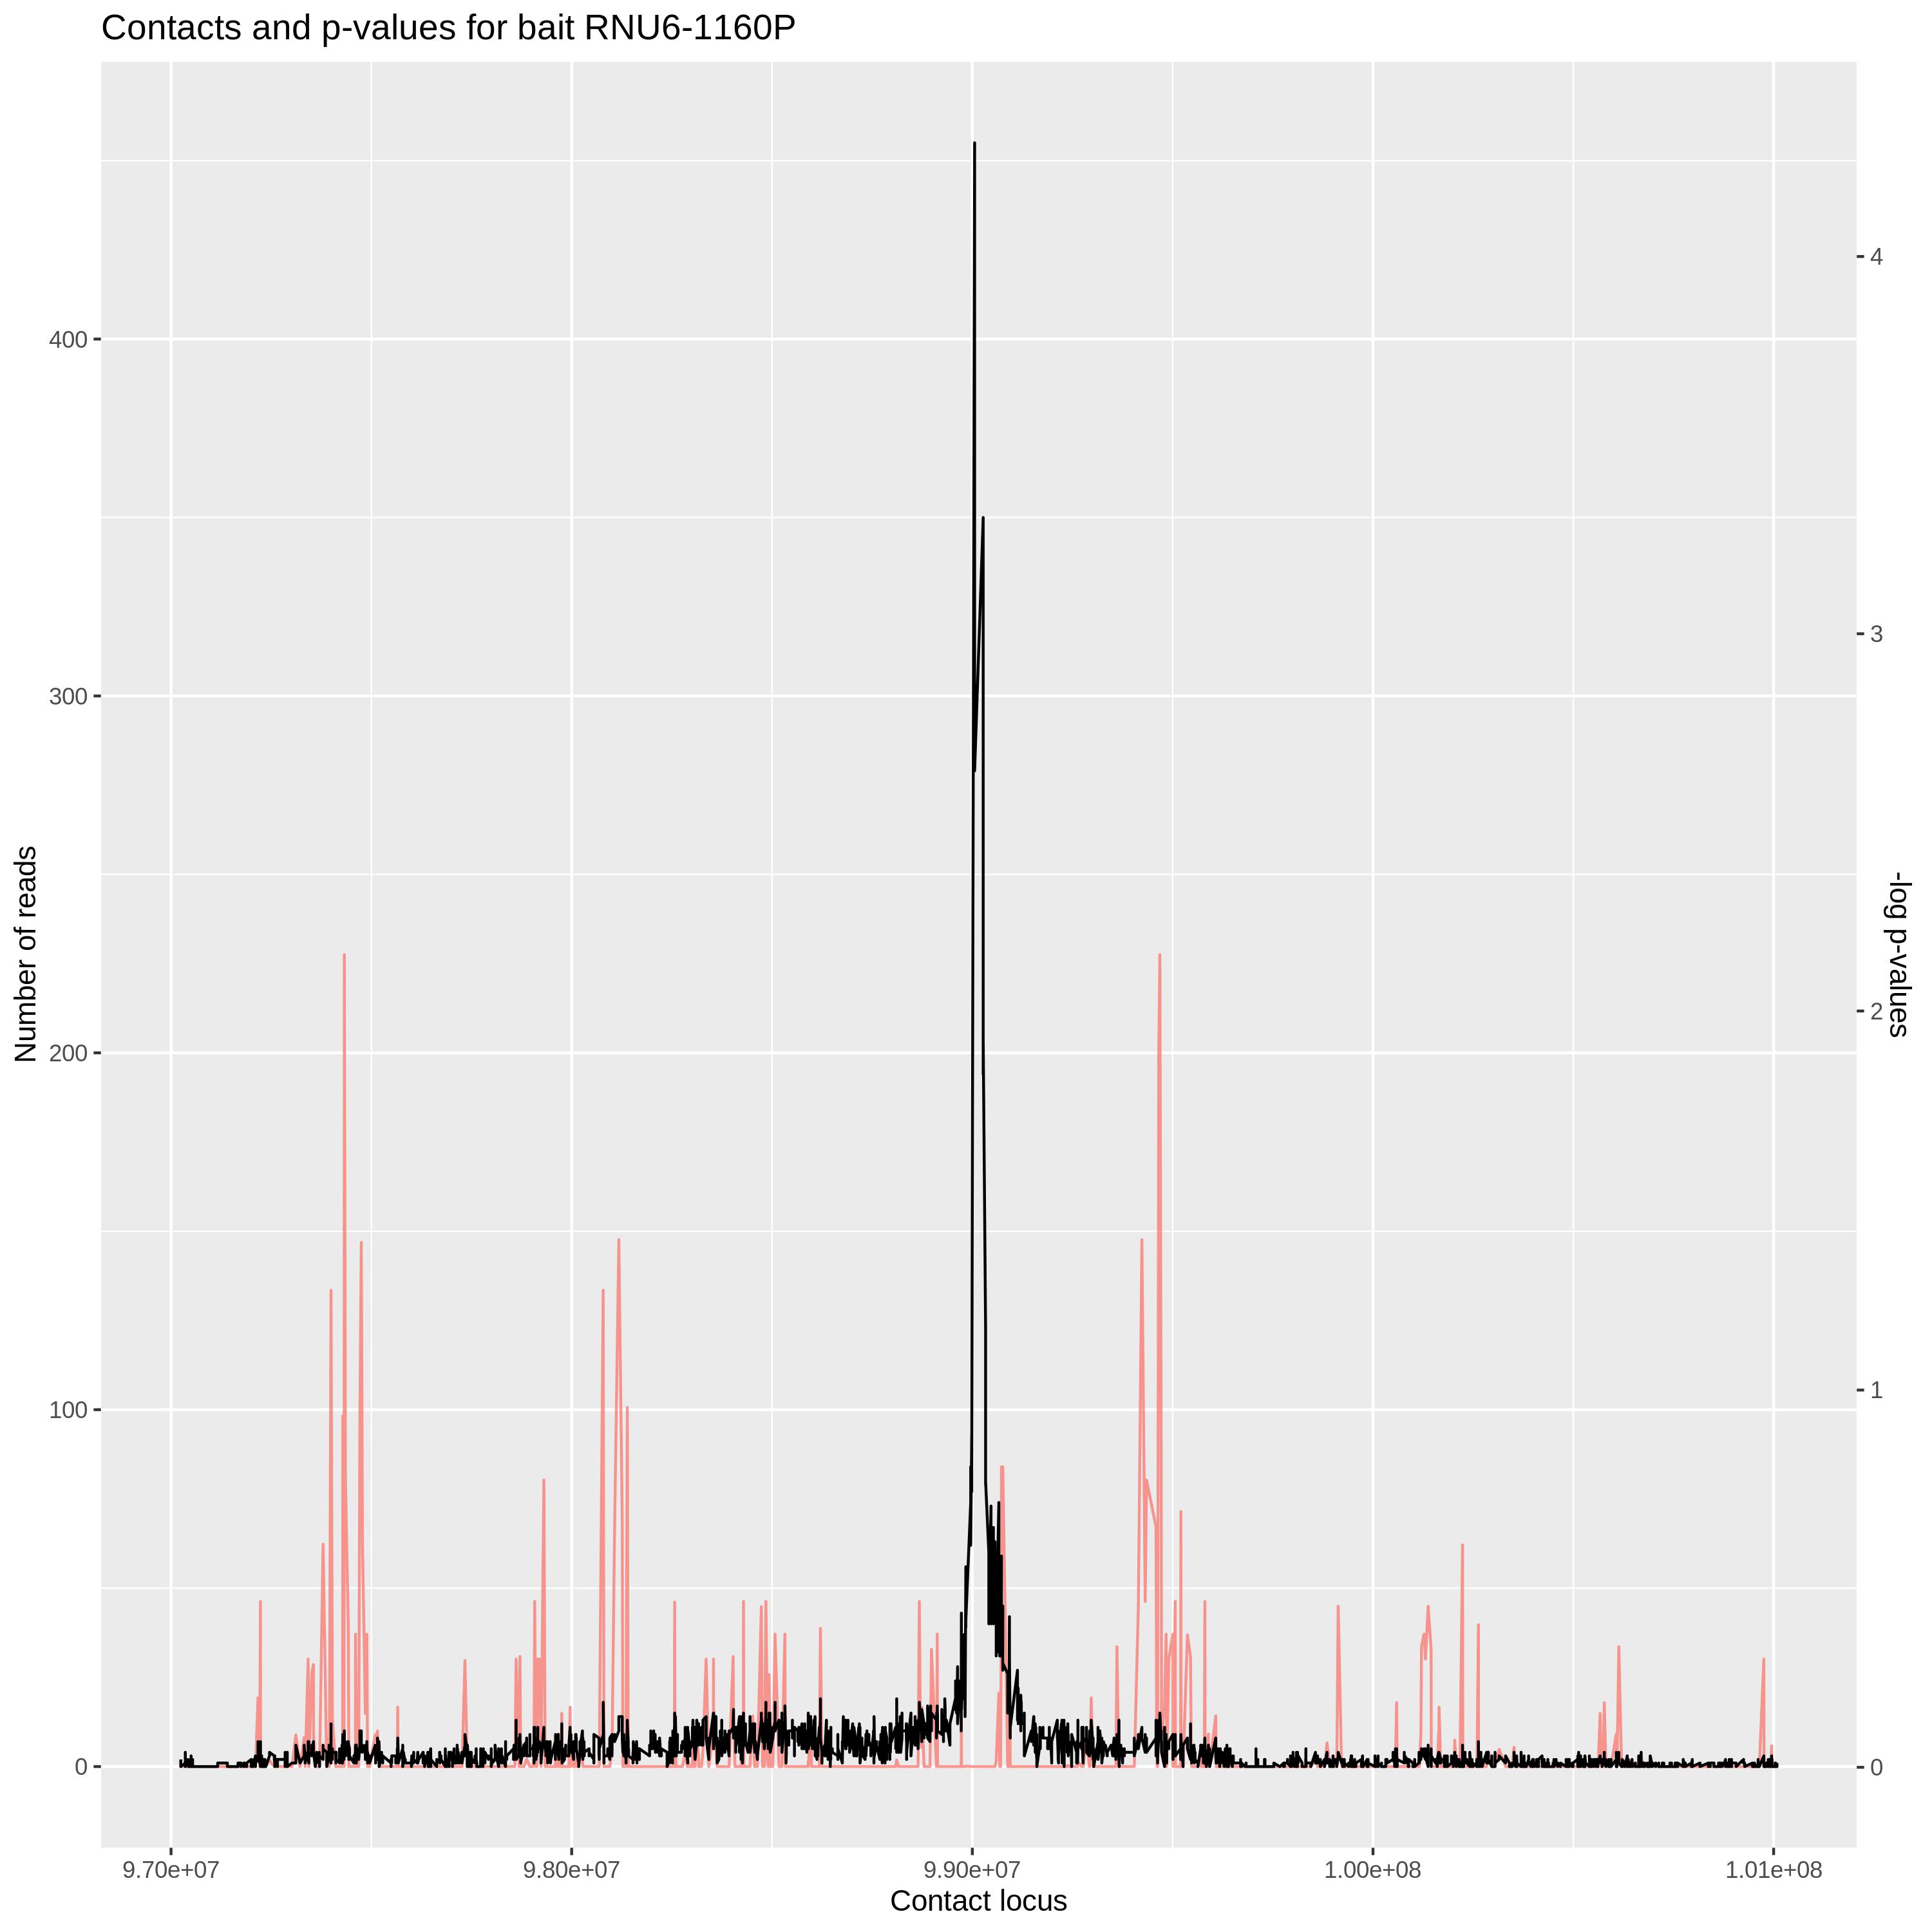 Contacts and p-values for bait RNU6-1160P
Number of reads
400
300
200
100
0
4
3
2
1
0
-log p-values
9.70e+07
9.80e+07
9.90e+07
1.00e+08
1.01e+08
Contact locus